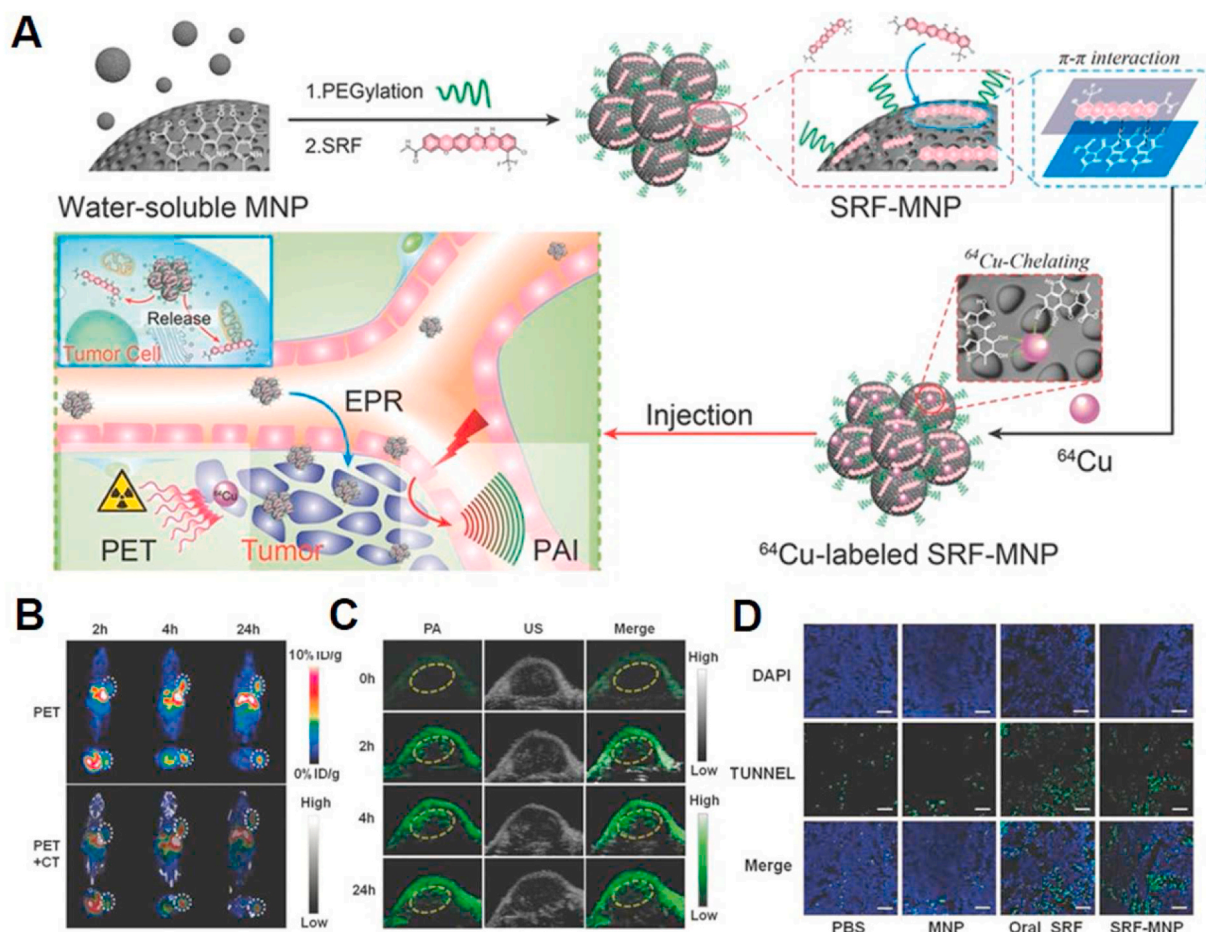 A
1.PEGylation
2.SRF
π-π interaction
Water-soluble MNP
SRF-MNP
⁶⁴Cu-Chelating
Release
Tumor Cell
EPR
Injection
⁶⁴Cu
⁶⁴Cu
PET
Tumor
PAI
⁶⁴Cu-labeled SRF-MNP
B
2h 4h 24h
10% ID/g
PET
0% ID/g
High
PET
+CT
Low
C
PA US Merge
High
0h
2h
Low
High
4h
24h
Low
D
DAPI
TUNNEL
Merge
PBS MNP Oral SRF SRF-MNP